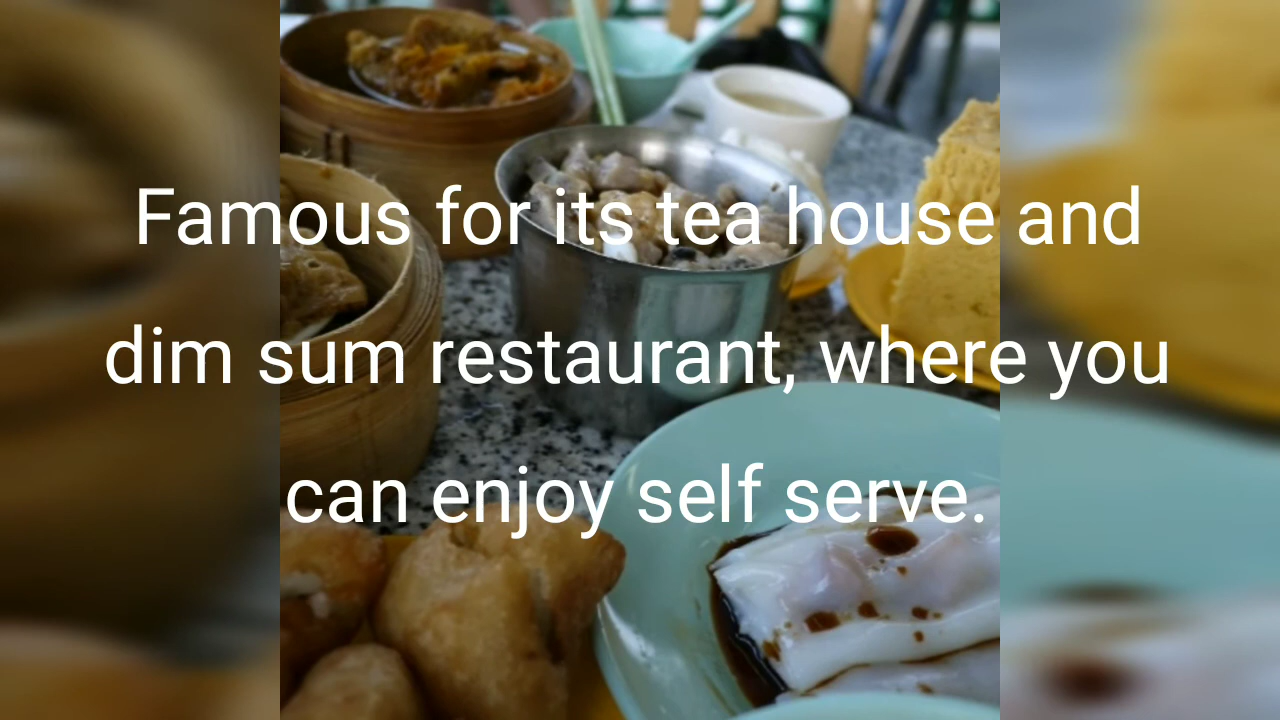 Famous for its tea house and
dim sum restaurant, where you
can enjoy self serve.